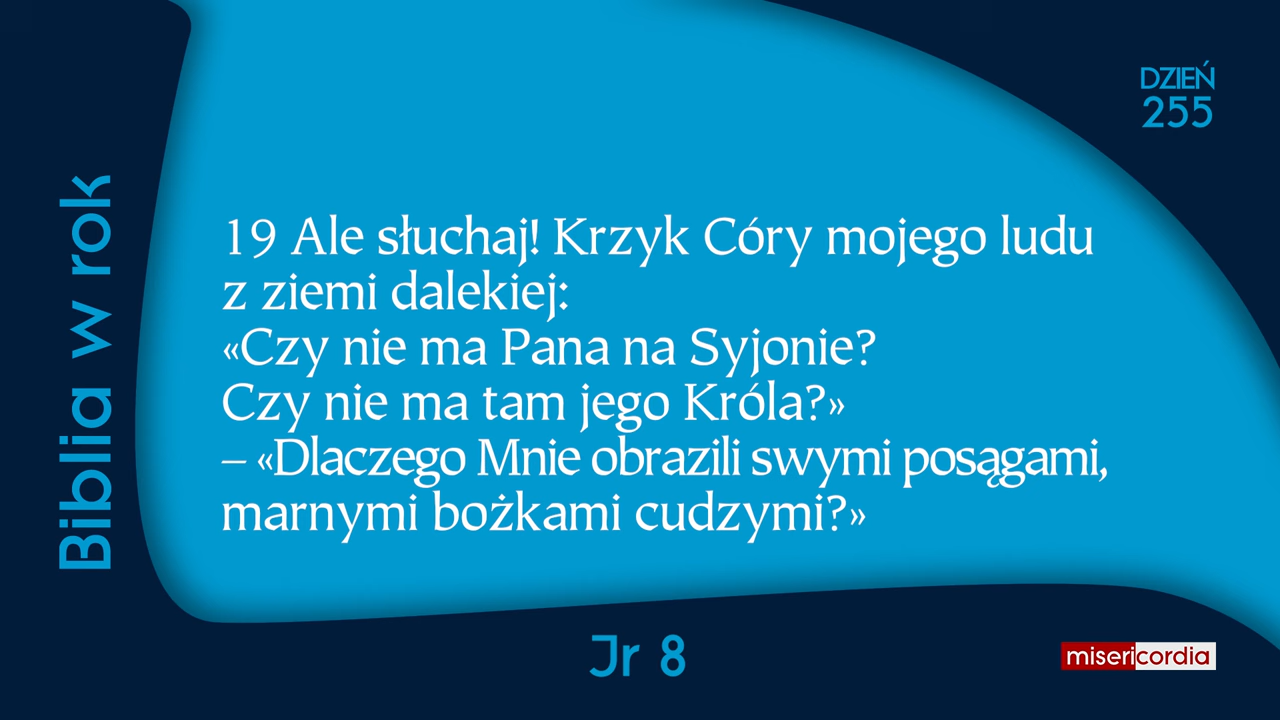 DZIEŃ
255
Biblia w rok
19 Ale słuchaj! Krzyk Córy mojego ludu
z ziemi dalekiej:
«Czy nie ma Pana na Syjonie?
Czy nie ma tam jego Króla?»
– «Dlaczego Mnie obrazili swymi posągami,
marnymi bożkami cudzymi?»
Jr 8
misericordia